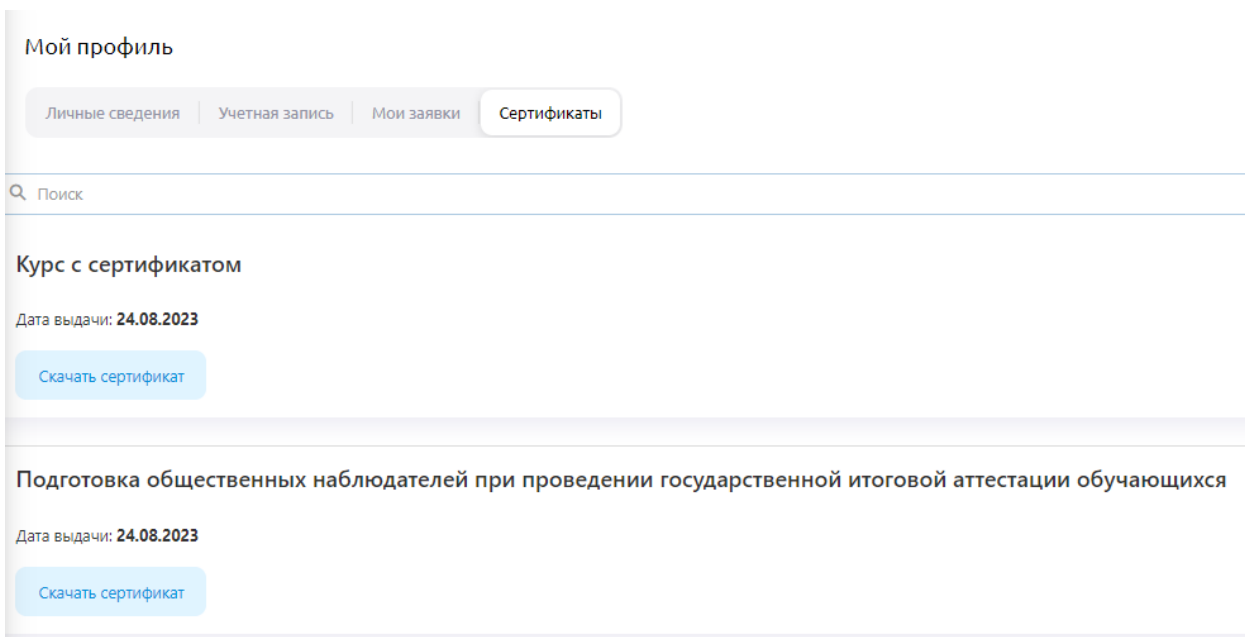 Мой профиль
Личные сведения Учетная запись Мои заявки Сертификаты
Поиск
Курс с сертификатом
Дата выдачи: 24.08.2023
Скачать сертификат
Подготовка общественных наблюдателей при проведении государственной итоговой аттестации обучающихся
Дата выдачи: 24.08.2023
Скачать сертификат